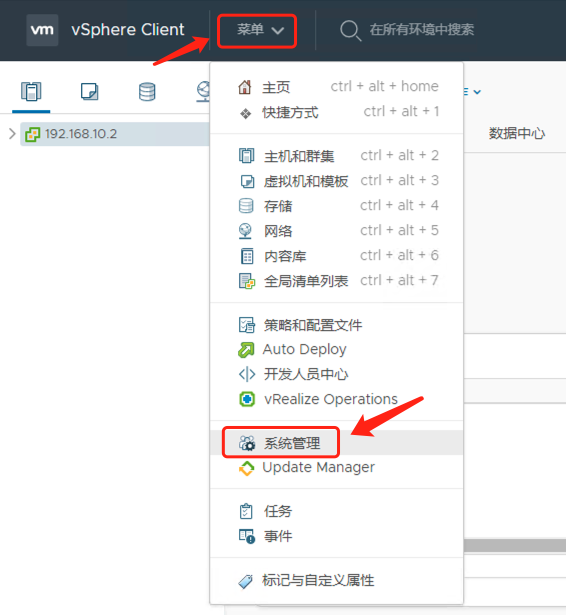 vm vSphere Client 菜单 在所有环境中搜索
主页 ctrl + alt + home
快捷方式 ctrl + alt + 1
192.168.10.2 数据中心
主机和群集 ctrl + alt + 2
虚拟机和模板 ctrl + alt + 3
存储 ctrl + alt + 4
网络 ctrl + alt + 5
内容库 ctrl + alt + 6
全局清单列表 ctrl + alt + 7
策略和配置文件
Auto Deploy
开发人员中心
vRealize Operations
系统管理
Update Manager
任务
事件
标记与自定义属性